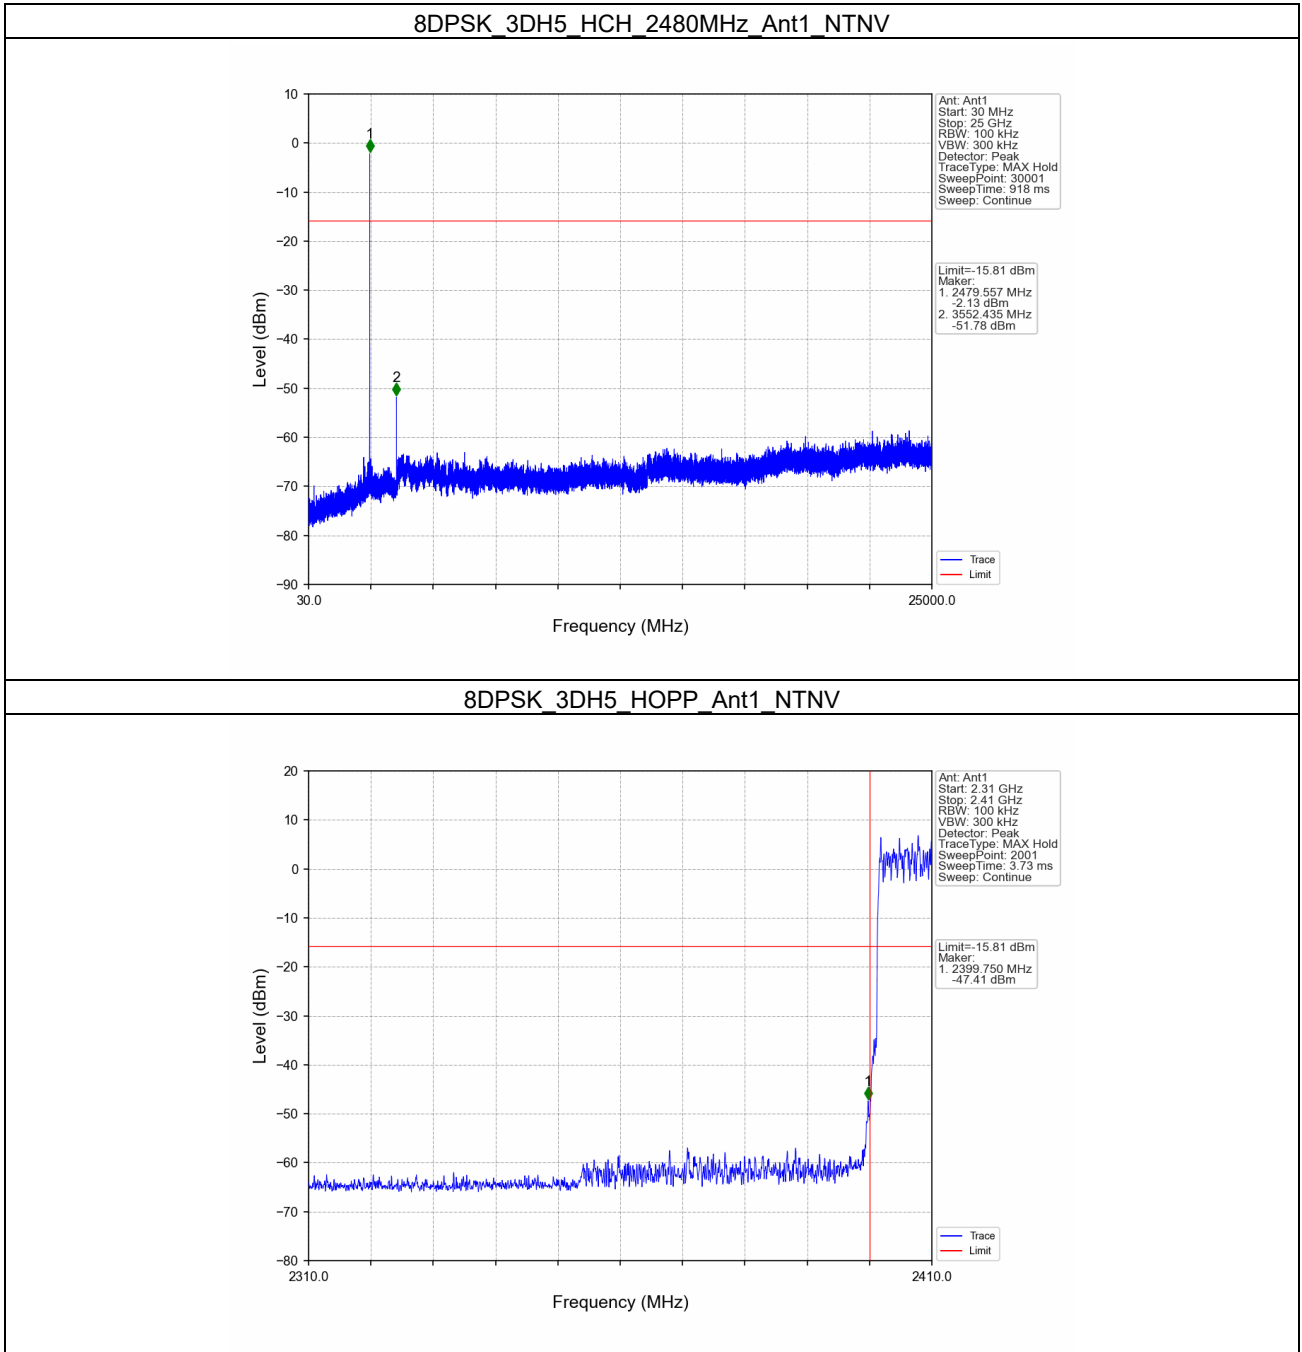 8DPSK_3DH5_HCH_2480MHz_Ant1_NTNV
10
0
−10
−20
−30
−40
−50
−60
−70
−80
−90
Level (dBm)
1
2
30.0
25000.0
Frequency (MHz)
Ant: Ant1
Start: 30 MHz
Stop: 25 GHz
RBW: 100 kHz
VBW: 300 kHz
Detector: Peak
TraceType: MAX Hold
SweepPoint: 30001
SweepTime: 918 ms
Sweep: Continue
Limit=-15.81 dBm
Maker:
1. 2479.557 MHz
-2.13 dBm
2. 3552.435 MHz
-51.78 dBm
Trace
Limit
8DPSK_3DH5_HOPP_Ant1_NTNV
20
10
0
−10
−20
−30
−40
−50
−60
−70
−80
Level (dBm)
1
2310.0
2410.0
Frequency (MHz)
Ant: Ant1
Start: 2.31 GHz
Stop: 2.41 GHz
RBW: 100 kHz
VBW: 300 kHz
Detector: Peak
TraceType: MAX Hold
SweepPoint: 2001
SweepTime: 3.73 ms
Sweep: Continue
Limit=-15.81 dBm
Maker:
1. 2399.750 MHz
-47.41 dBm
Trace
Limit